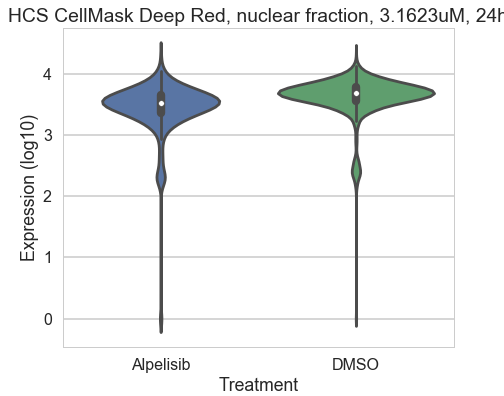 HCS CellMask Deep Red, nuclear fraction, 3.1623uM, 24h
4
3
2
1
0
Expression (log10)
Alpelisib DMSO
Treatment